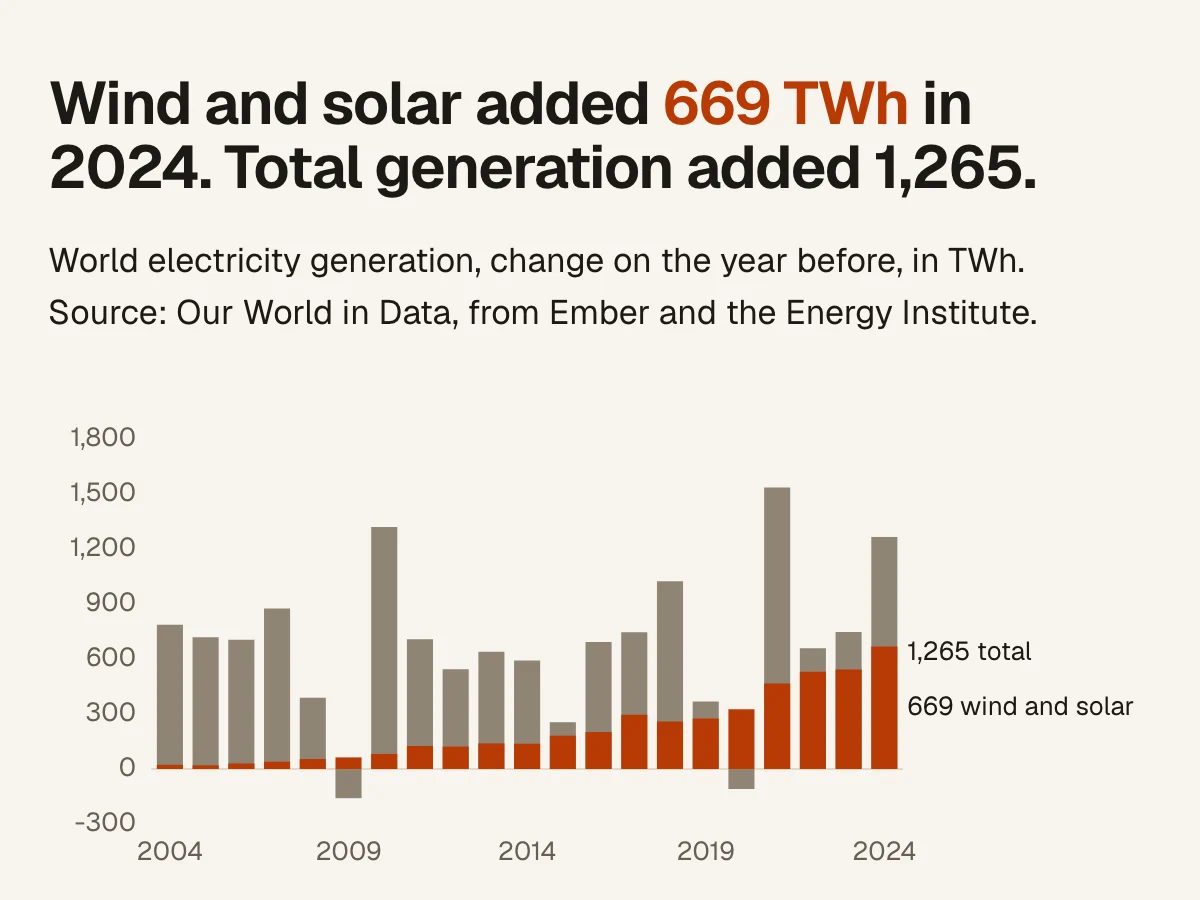 Wind and solar added 669 TWh in
2024. Total generation added 1,265.
World electricity generation, change on the year before, in TWh.
Source: Our World in Data, from Ember and the Energy Institute.
1,800
1,500
1,200
900
600
300
0
-300
1,265 total
669 wind and solar
2004 2009 2014 2019 2024